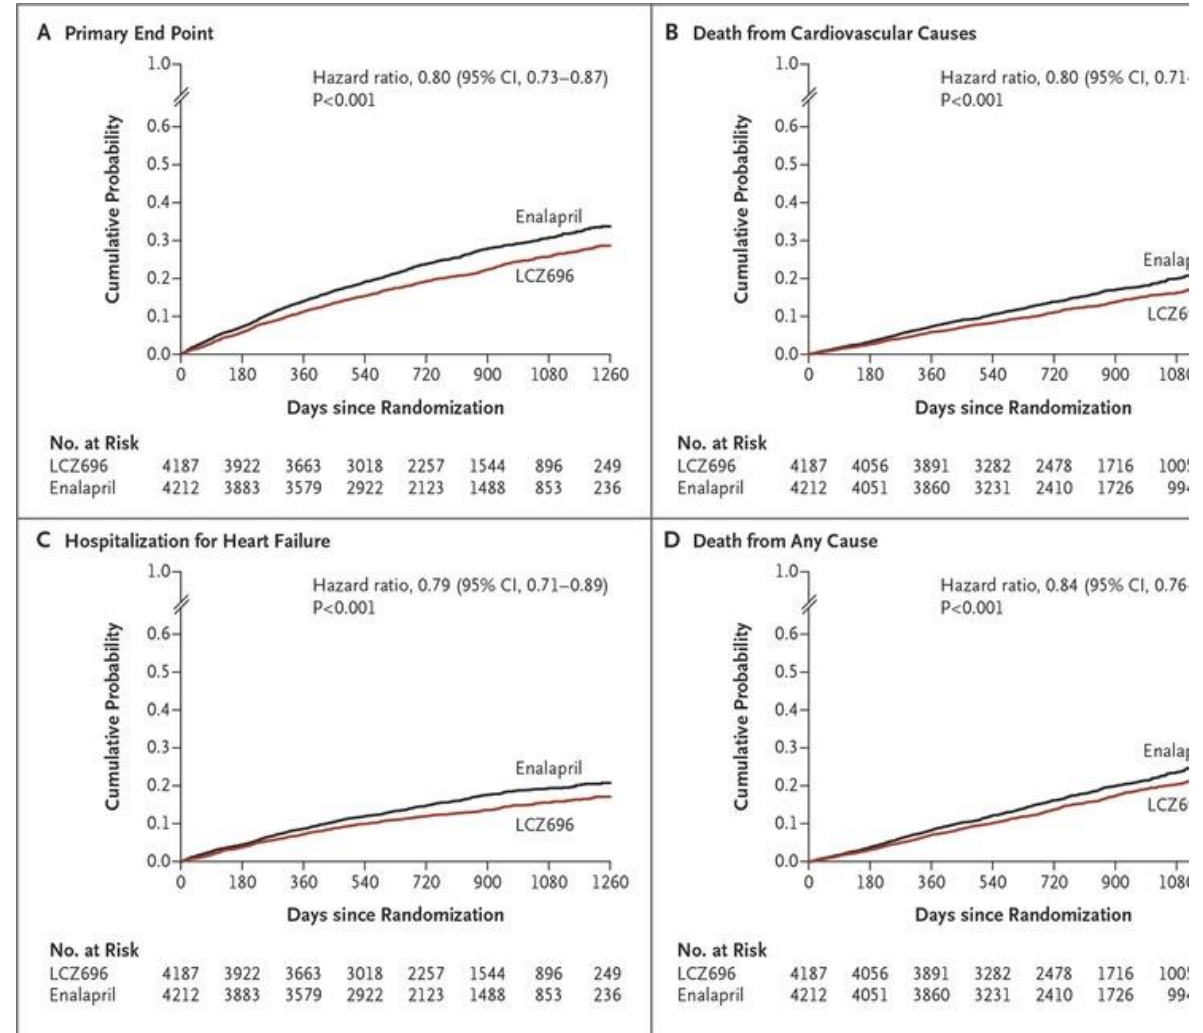 A Primary End Point
Hazard ratio, 0.80 (95% CI, 0.73–0.87)
P<0.001
Cumulative Probability
1.0
0.6
0.5
0.4
0.3
0.2
0.1
0.0
Enalapril
LCZ696
0 180 360 540 720 900 1080 1260
Days since Randomization
No. at Risk
LCZ696 4187 3922 3663 3018 2257 1544 896 249
Enalapril 4212 3883 3579 2922 2123 1488 853 236
B Death from Cardiovascular Causes
Hazard ratio, 0.80 (95% CI, 0.71-
P<0.001
Cumulative Probability
1.0
0.6
0.5
0.4
0.3
0.2
0.1
0.0
Enalap
LCZ6
0 180 360 540 720 900 1080
Days since Randomization
No. at Risk
LCZ696 4187 4056 3891 3282 2478 1716 1005
Enalapril 4212 4051 3860 3231 2410 1726 994
C Hospitalization for Heart Failure
Hazard ratio, 0.79 (95% CI, 0.71–0.89)
P<0.001
Cumulative Probability
1.0
0.6
0.5
0.4
0.3
0.2
0.1
0.0
Enalapril
LCZ696
0 180 360 540 720 900 1080 1260
Days since Randomization
No. at Risk
LCZ696 4187 3922 3663 3018 2257 1544 896 249
Enalapril 4212 3883 3579 2922 2123 1488 853 236
D Death from Any Cause
Hazard ratio, 0.84 (95% CI, 0.76-
P<0.001
Cumulative Probability
1.0
0.6
0.5
0.4
0.3
0.2
0.1
0.0
Enalap
LCZ6
0 180 360 540 720 900 1080
Days since Randomization
No. at Risk
LCZ696 4187 4056 3891 3282 2478 1716 1005
Enalapril 4212 4051 3860 3231 2410 1726 994